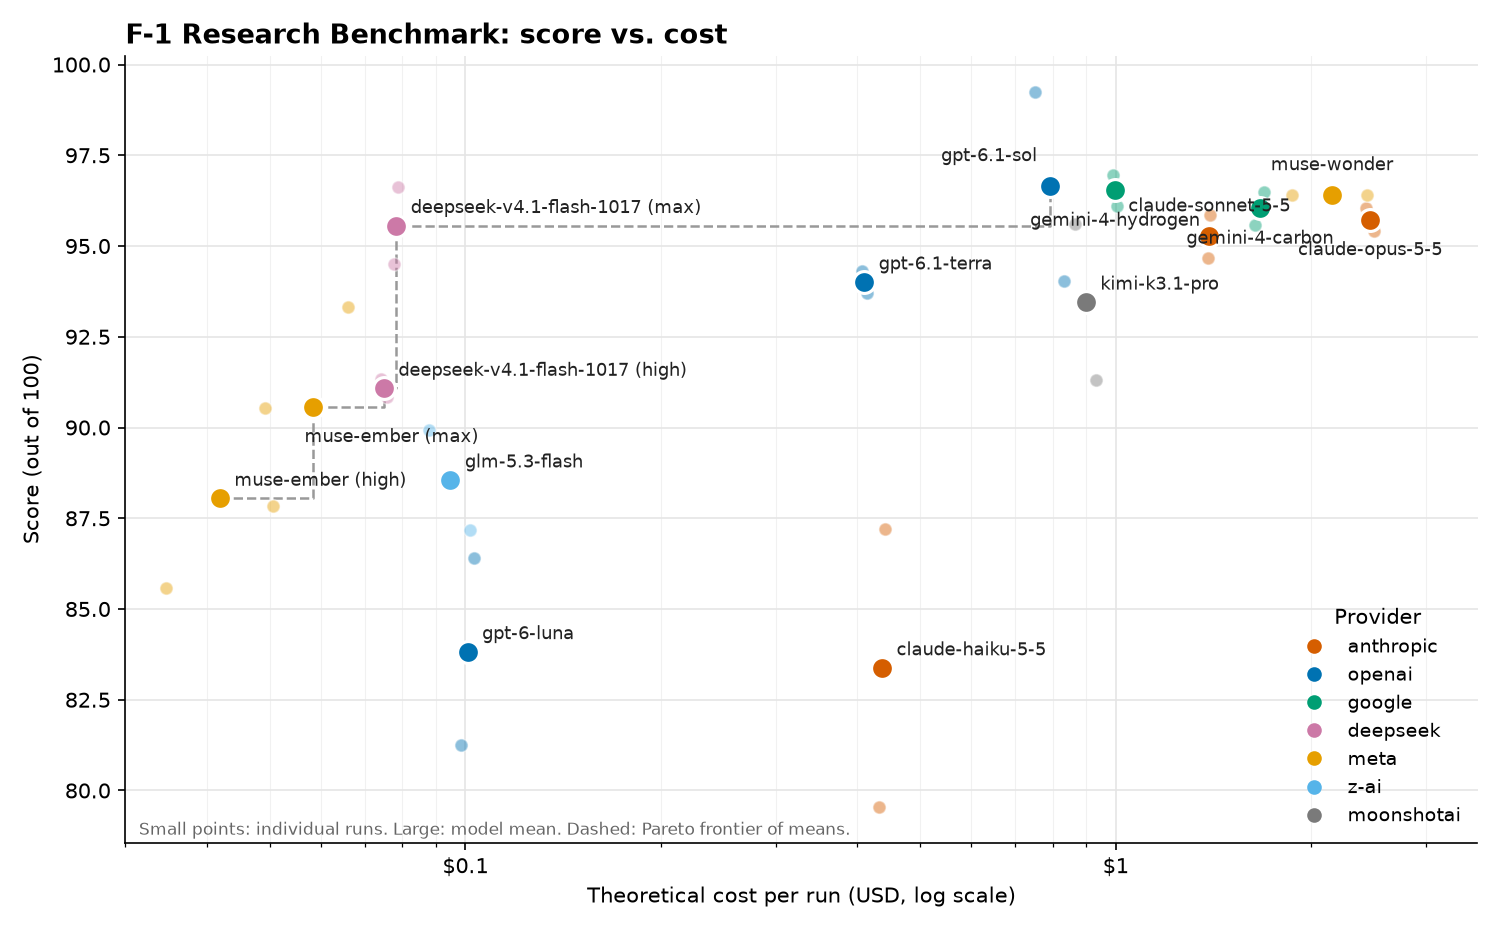 F-1 Research Benchmark: score vs. cost
100.0
97.5
95.0
92.5
90.0
87.5
85.0
82.5
80.0
Score (out of 100)
gpt-6.1-sol
muse-wonder
deepseek-v4.1-flash-1017 (max)
claude-sonnet-5-5
gemini-4-hydrogen
gemini-4-carbon
claude-opus-5-5
gpt-6.1-terra
kimi-k3.1-pro
deepseek-v4.1-flash-1017 (high)
muse-ember (max)
glm-5.3-flash
muse-ember (high)
gpt-6-luna
claude-haiku-5-5
Provider
anthropic
openai
google
deepseek
meta
z-ai
moonshotai
Small points: individual runs. Large: model mean. Dashed: Pareto frontier of means.
$0.1
$1
Theoretical cost per run (USD, log scale)